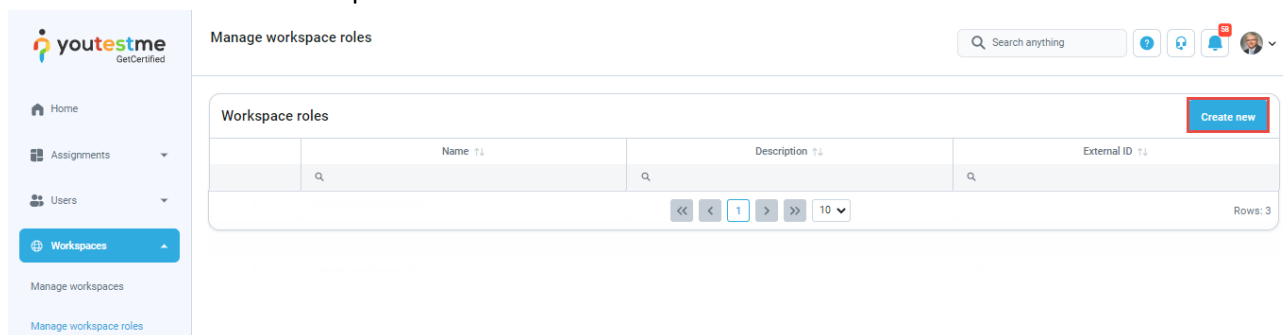 youtestme
GetCertified
Manage workspace roles
Search anything
58
Home
Assignments
Users
Workspaces
Manage workspaces
Manage workspace roles
Workspace roles
Create new
Name Description External ID
1 10 Rows: 3